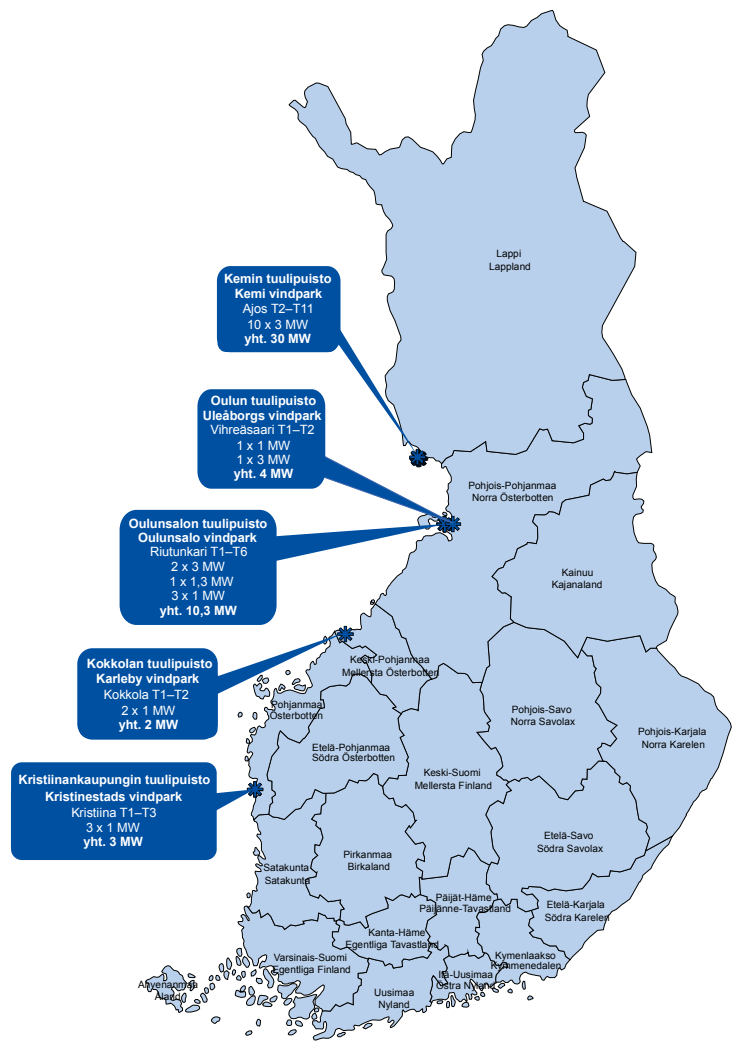 Lappi
Lappland
Kemin tuulipuisto
Kemi vindpark
Ajos T2–T11
10 x 3 MW
yht. 30 MW
Oulun tuulipuisto
Uleåborgs vindpark
Vihreäsaari T1–T2
1 x 1 MW
1 x 3 MW
yht. 4 MW
Pohjois-Pohjanmaa
Norra Österbotten
Oulunsalon tuulipuisto
Oulunsalo vindpark
Riutunkari T1–T6
2 x 3 MW
1 x 1,3 MW
3 x 1 MW
yht. 10,3 MW
Kainuu
Kajanaland
Kokkolan tuulipuisto
Karleby vindpark
Kokkola T1–T2
2 x 1 MW
yht. 2 MW
Keski-Pohjanmaa
Mellersta Österbotten
Pohjanmaa
Österbotten
Pohjois-Savo
Norra Savolax
Pohjois-Karjala
Norra Karelen
Etelä-Pohjanmaa
Södra Österbotten
Keski-Suomi
Mellersta Finland
Kristiinankaupungin tuulipuisto
Kristinestads vindpark
Kristiina T1–T3
3 x 1 MW
yht. 3 MW
Etelä-Savo
Södra Savolax
Pirkanmaa
Birkaland
Satakunta
Satakunta
Päijät-Häme
Päijänne-Tavastland
Etelä-Karjala
Södra Karelen
Kanta-Häme
Egentliga Tavastland
Varsinais-Suomi
Egentliga Finland
Kymenlaakso
Kymmenedalen
Itä-Uusimaa
Östra Nyland
Uusimaa
Nyland
Ahvenanmaa
Åland